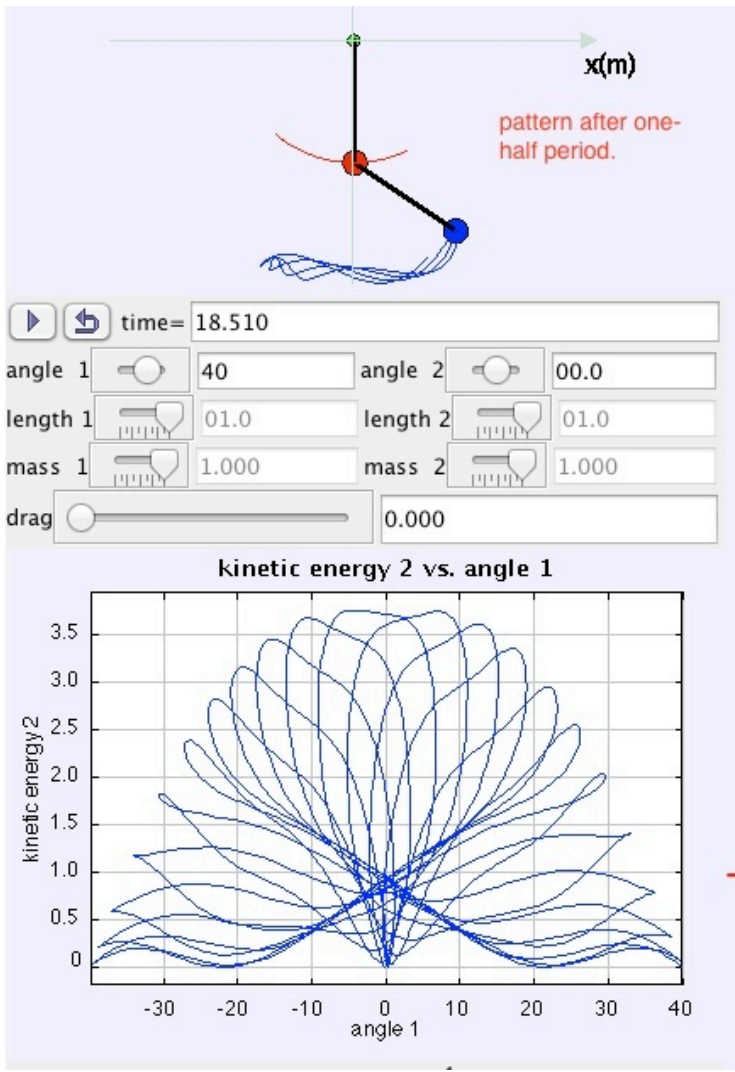 x(m)
pattern after one-
half period.
time= 18.510
angle 1 40 angle 2 00.0
length 1 01.0 length 2 01.0
mass 1 1.000 mass 2 1.000
drag 0.000
kinetic energy 2 vs. angle 1
3.5
3.0
2.5
2.0
1.5
1.0
0.5
0
kinetic energy 2
-30 -20 -10 0 10 20 30 40
angle 1